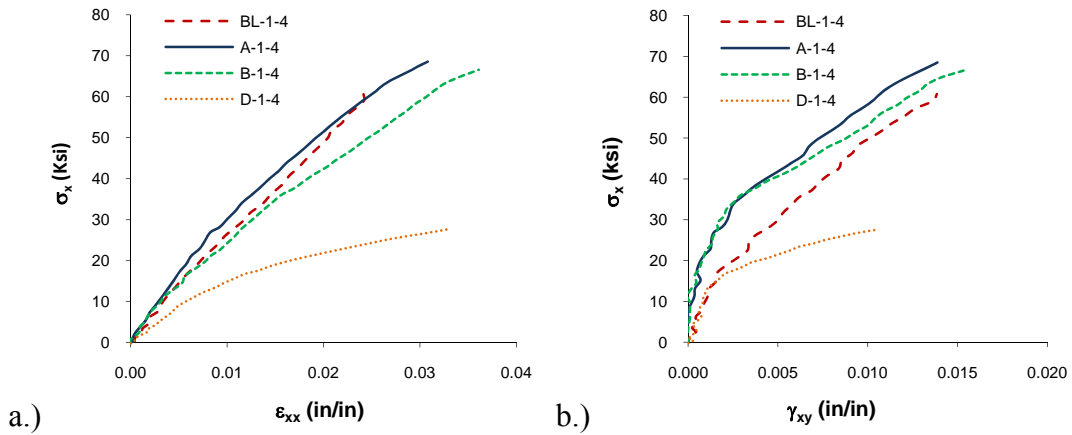 BL-1-4
A-1-4
B-1-4
D-1-4
80
70
60
50
40
30
20
10
0
σx (Ksi)
0.00
0.01
0.02
0.03
0.04
εxx (in/in)
a.)
BL-1-4
A-1-4
B-1-4
D-1-4
80
70
60
50
40
30
20
10
0
σx (ksi)
0.000
0.005
0.010
0.015
0.020
γxy (in/in)
b.)